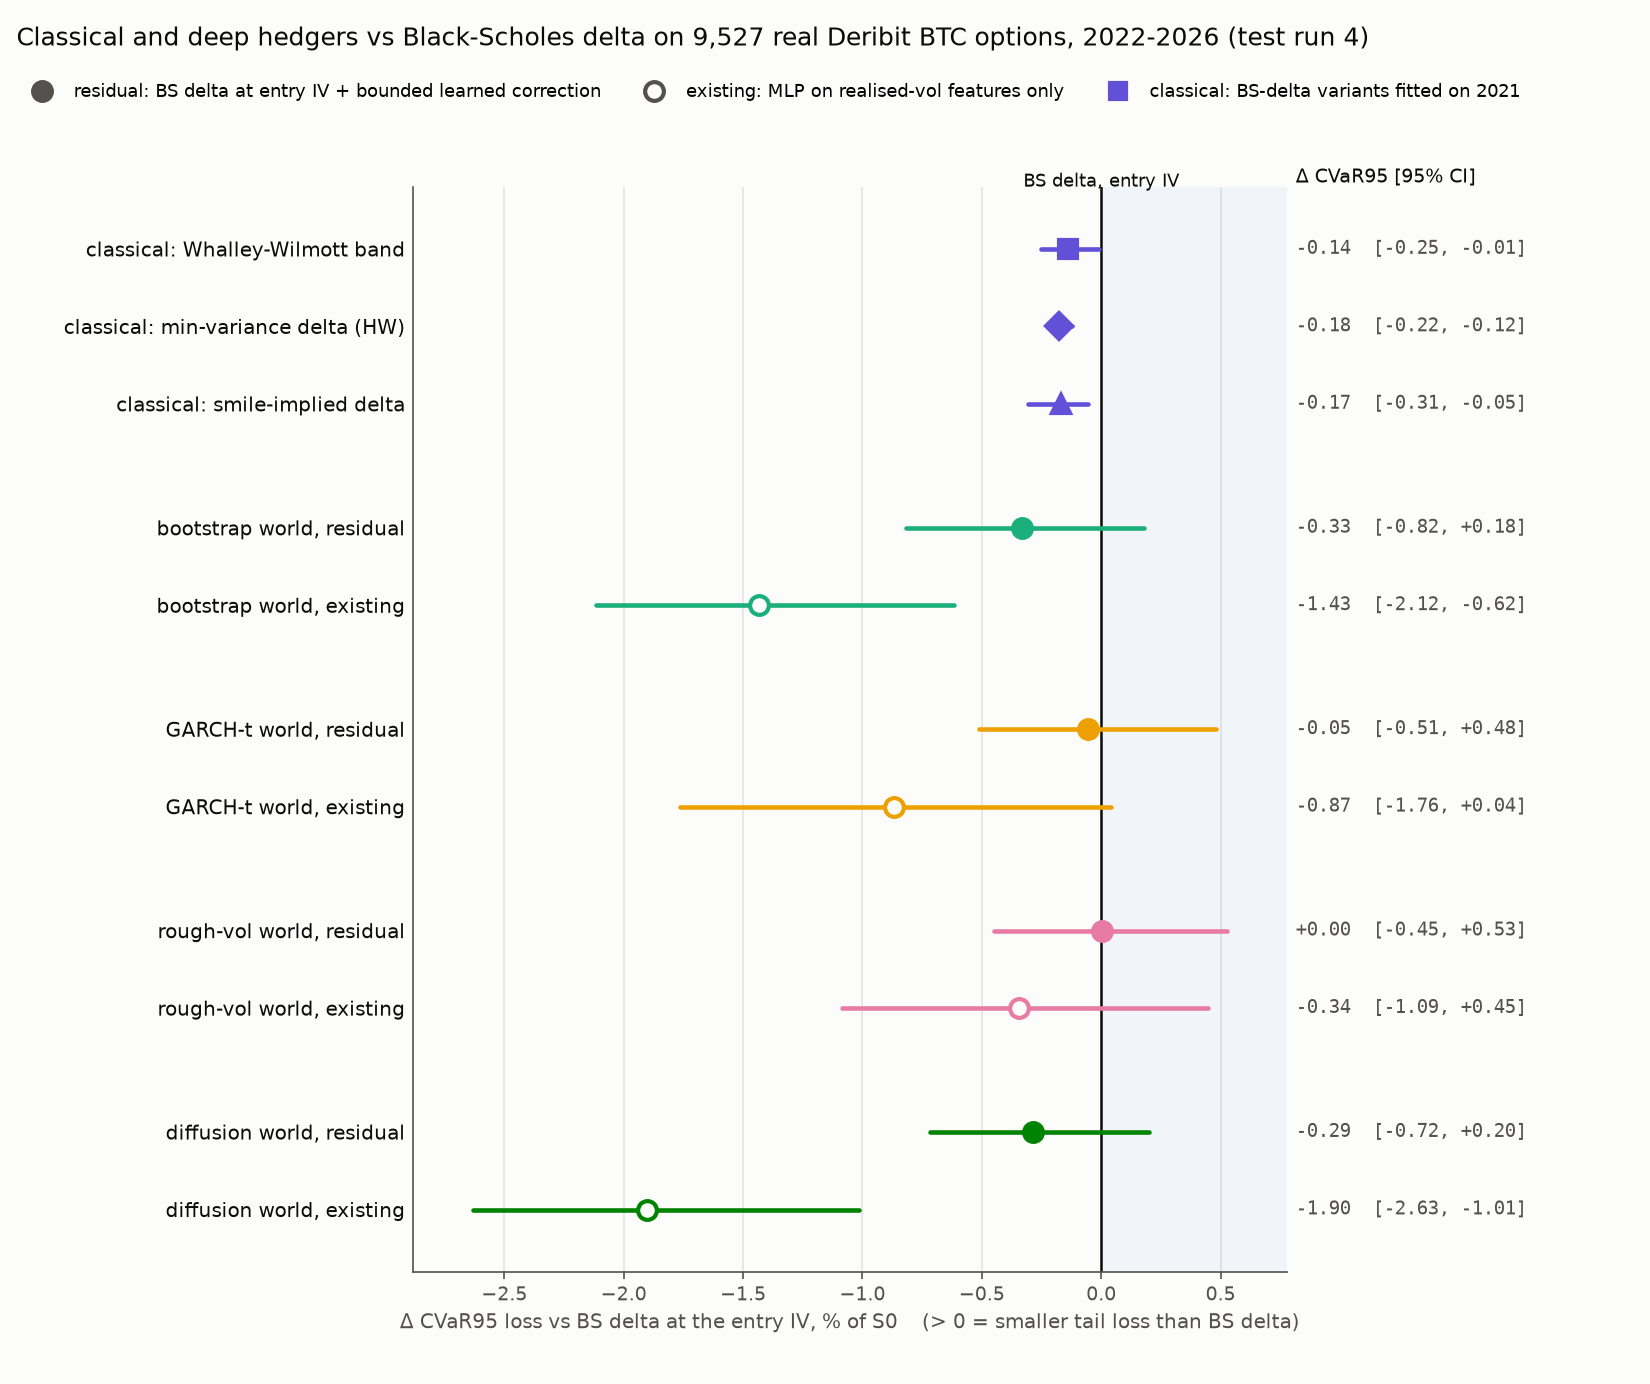 Classical and deep hedgers vs Black-Scholes delta on 9,527 real Deribit BTC options, 2022-2026 (test run 4)
residual: BS delta at entry IV + bounded learned correction
existing: MLP on realised-vol features only
classical: BS-delta variants fitted on 2021
BS delta, entry IV
Δ CVaR95 [95% CI]
classical: Whalley-Wilmott band
-0.14 [-0.25, -0.01]
classical: min-variance delta (HW)
-0.18 [-0.22, -0.12]
classical: smile-implied delta
-0.17 [-0.31, -0.05]
bootstrap world, residual
-0.33 [-0.82, +0.18]
bootstrap world, existing
-1.43 [-2.12, -0.62]
GARCH-t world, residual
-0.05 [-0.51, +0.48]
GARCH-t world, existing
-0.87 [-1.76, +0.04]
rough-vol world, residual
+0.00 [-0.45, +0.53]
rough-vol world, existing
-0.34 [-1.09, +0.45]
diffusion world, residual
-0.29 [-0.72, +0.20]
diffusion world, existing
-1.90 [-2.63, -1.01]
−2.5 −2.0 −1.5 −1.0 −0.5 0.0 0.5
Δ CVaR95 loss vs BS delta at the entry IV, % of S0 (> 0 = smaller tail loss than BS delta)